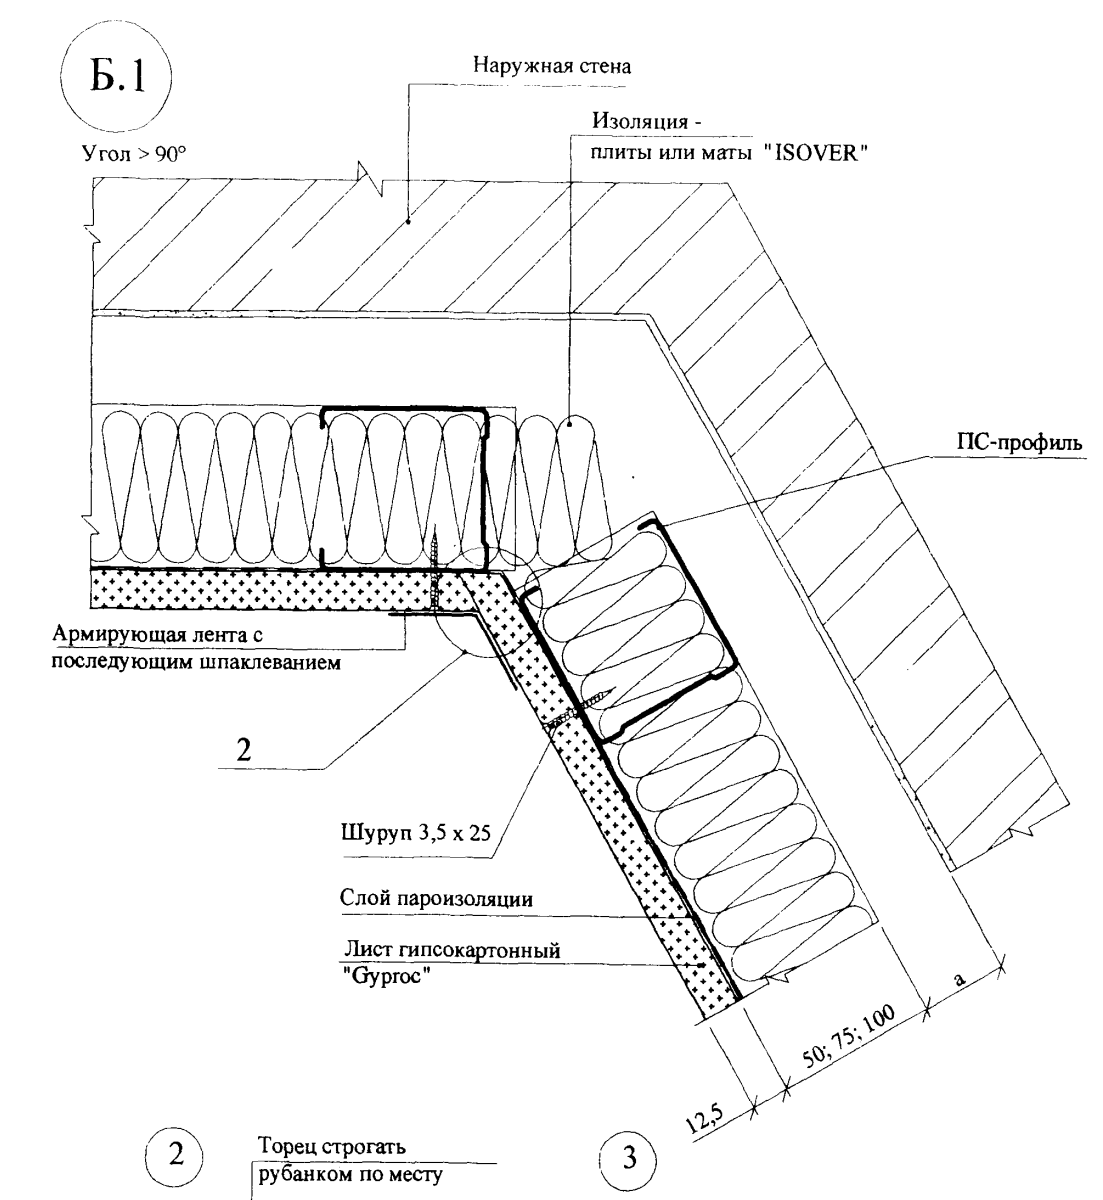 Б.1
Угол > 90°
Наружная стена
Изоляция -
плиты или маты "ISOVER"
ПС-профиль
Армирующая лента с
последующим шпаклеванием
2
Шуруп 3,5 х 25
Слой пароизоляции
Лист гипсокартонный
"Gyproc"
12,5
50; 75; 100
a
2
Торец строгать
рубанком по месту
3